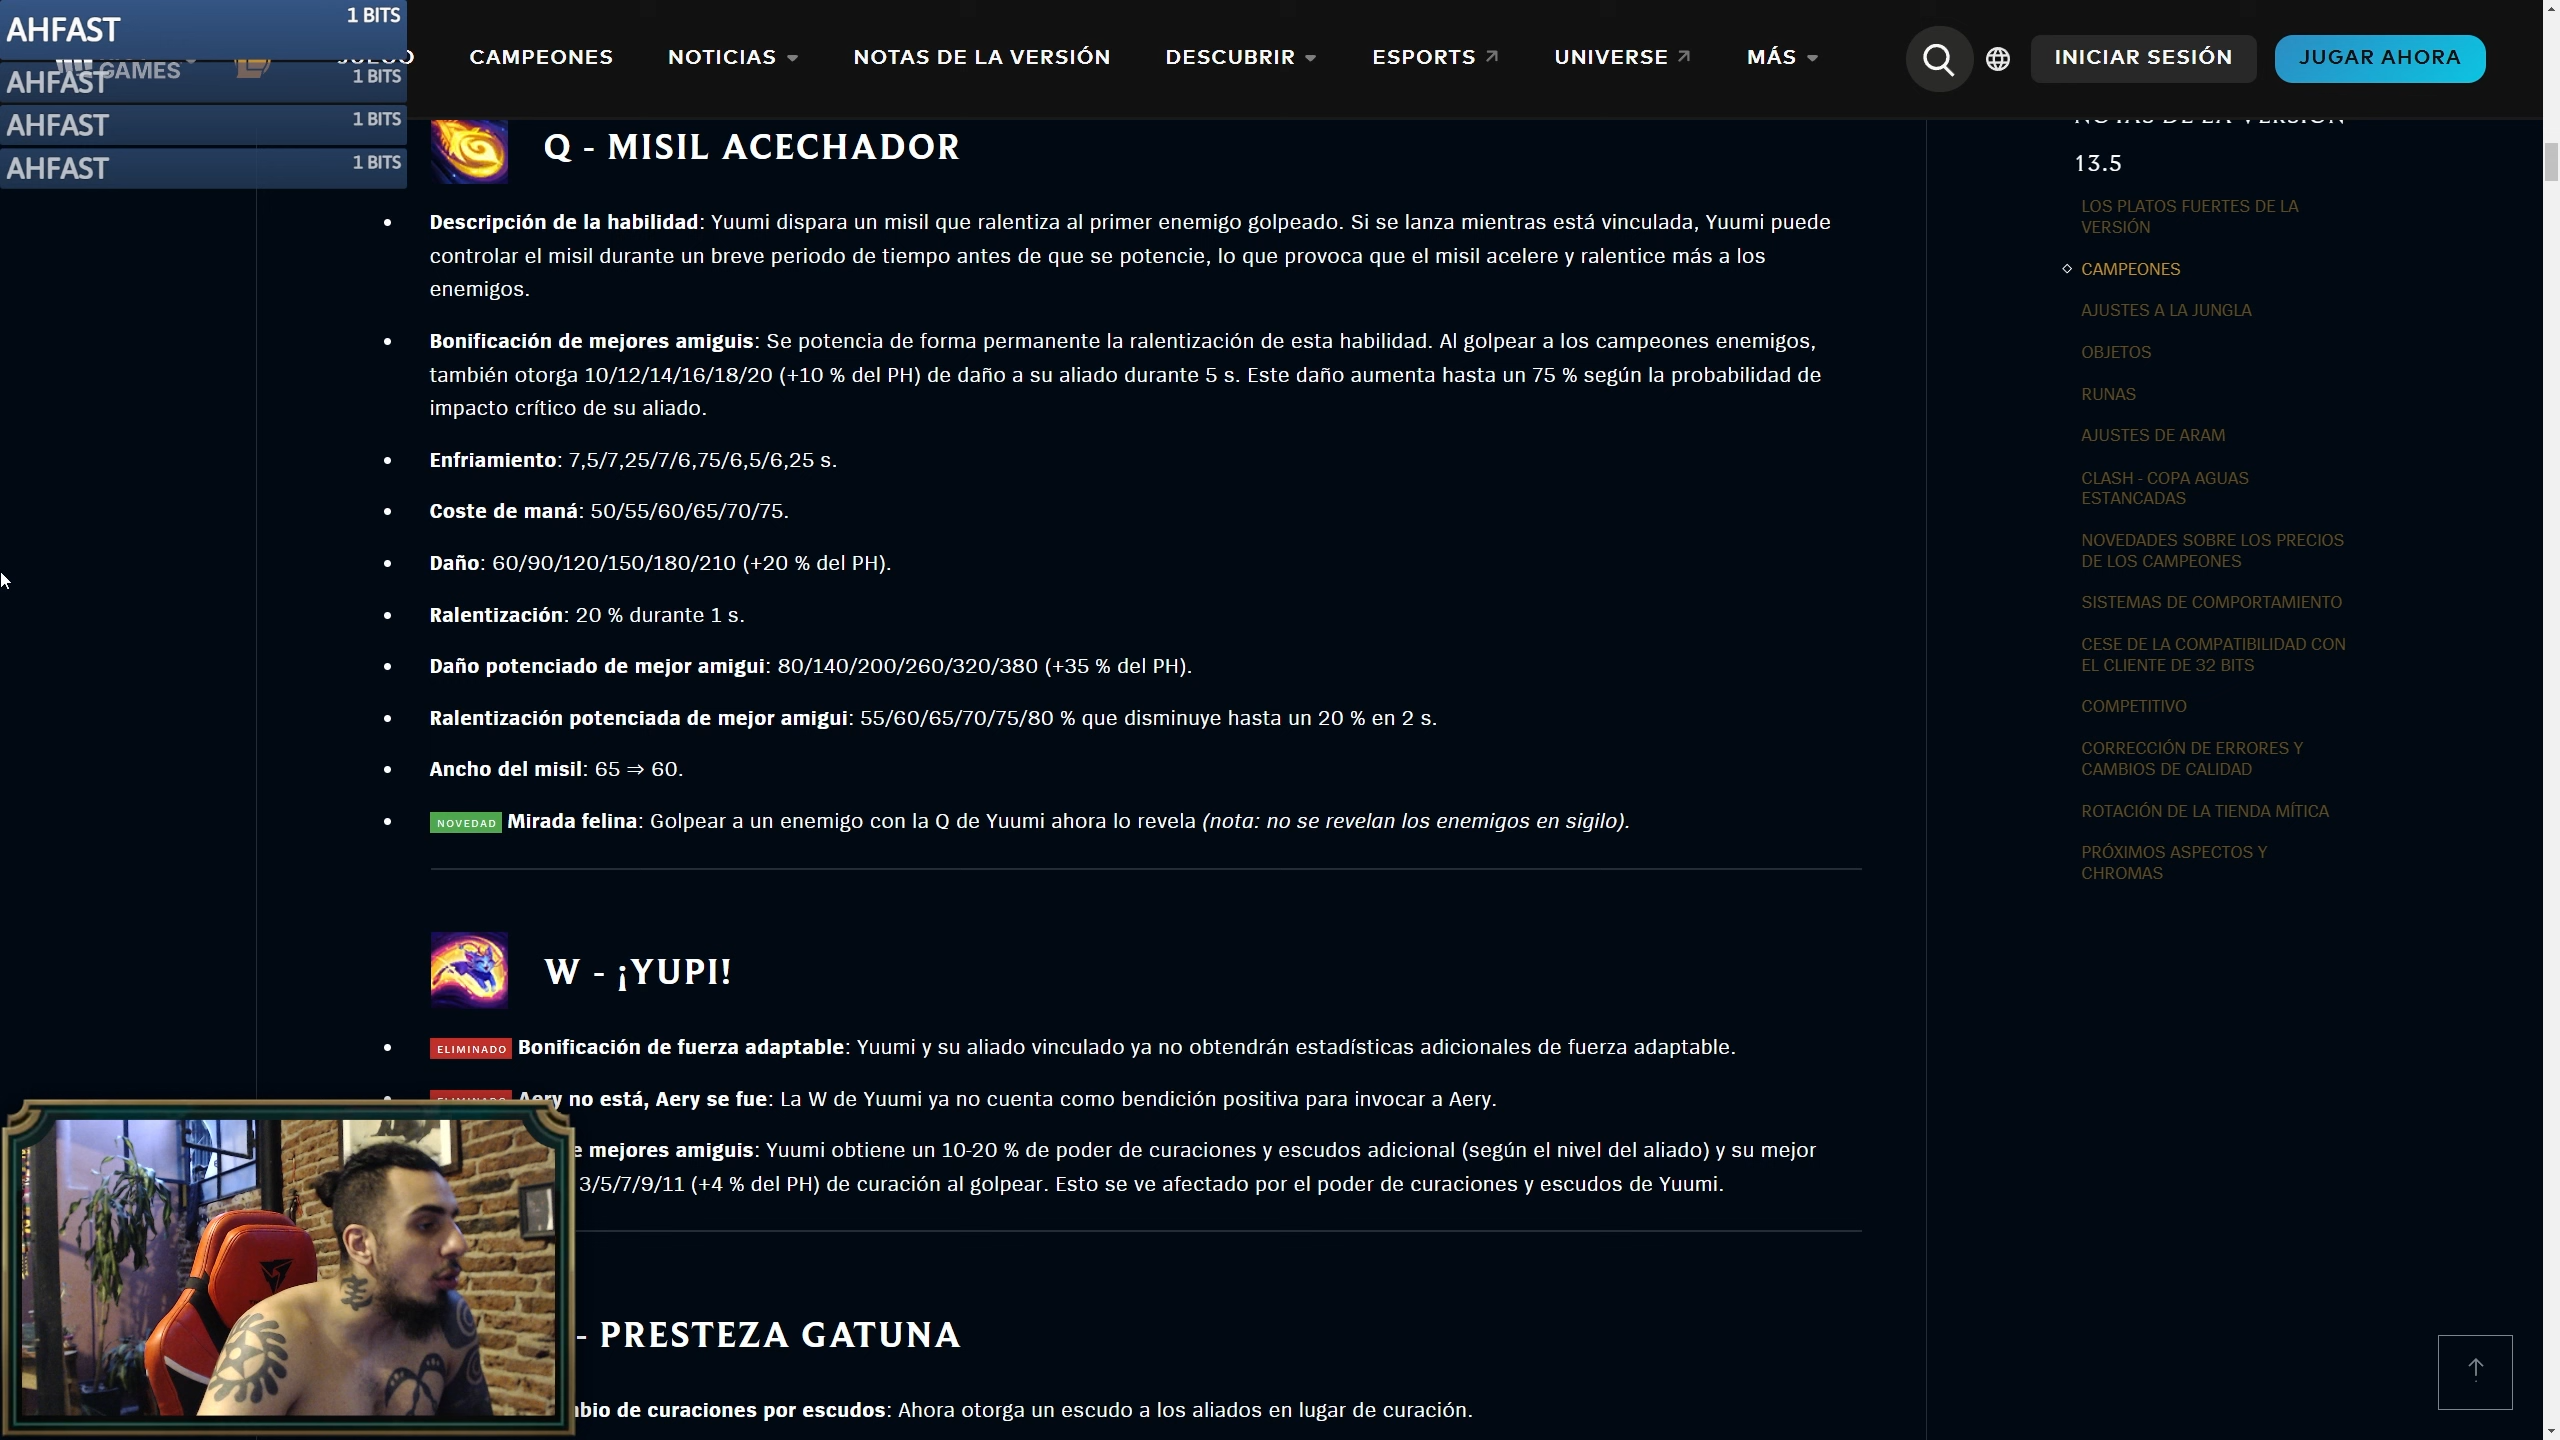 AHFAST 1 BITS
AHFAST 1 BITS
AHFAST 1 BITS
AHFAST 1 BITS
GAMES
JUEGO CAMPEONES NOTICIAS NOTAS DE LA VERSIÓN DESCUBRIR ESPORTS UNIVERSE MÁS INICIAR SESIÓN JUGAR AHORA
Q - MISIL ACECHADOR
• Descripción de la habilidad: Yuumi dispara un misil que ralentiza al primer enemigo golpeado. Si se lanza mientras está vinculada, Yuumi puede
controlar el misil durante un breve periodo de tiempo antes de que se potencie, lo que provoca que el misil acelere y ralentice más a los
enemigos.
• Bonificación de mejores amiguis: Se potencia de forma permanente la ralentización de esta habilidad. Al golpear a los campeones enemigos,
también otorga 10/12/14/16/18/20 (+10 % del PH) de daño a su aliado durante 5 s. Este daño aumenta hasta un 75 % según la probabilidad de
impacto crítico de su aliado.
• Enfriamiento: 7,5/7,25/7/6,75/6,5/6,25 s.
• Coste de maná: 50/55/60/65/70/75.
• Daño: 60/90/120/150/180/210 (+20 % del PH).
• Ralentización: 20 % durante 1 s.
• Daño potenciado de mejor amigui: 80/140/200/260/320/380 (+35 % del PH).
• Ralentización potenciada de mejor amigui: 55/60/65/70/75/80 % que disminuye hasta un 20 % en 2 s.
• Ancho del misil: 65 ⇒ 60.
• NOVEDAD Mirada felina: Golpear a un enemigo con la Q de Yuumi ahora lo revela (nota: no se revelan los enemigos en sigilo).
W - ¡YUPI!
• ELIMINADO Bonificación de fuerza adaptable: Yuumi y su aliado vinculado ya no obtendrán estadísticas adicionales de fuerza adaptable.
• ELIMINADO Aery no está, Aery se fue: La W de Yuumi ya no cuenta como bendición positiva para invocar a Aery.
e mejores amiguis: Yuumi obtiene un 10-20 % de poder de curaciones y escudos adicional (según el nivel del aliado) y su mejor
3/5/7/9/11 (+4 % del PH) de curación al golpear. Esto se ve afectado por el poder de curaciones y escudos de Yuumi.
- PRESTEZA GATUNA
mbio de curaciones por escudos: Ahora otorga un escudo a los aliados en lugar de curación.
NOTAS DE LA VERSIÓN
13.5
LOS PLATOS FUERTES DE LA
VERSIÓN
CAMPEONES
AJUSTES A LA JUNGLA
OBJETOS
RUNAS
AJUSTES DE ARAM
CLASH - COPA AGUAS
ESTANCADAS
NOVEDADES SOBRE LOS PRECIOS
DE LOS CAMPEONES
SISTEMAS DE COMPORTAMIENTO
CESE DE LA COMPATIBILIDAD CON
EL CLIENTE DE 32 BITS
COMPETITIVO
CORRECCIÓN DE ERRORES Y
CAMBIOS DE CALIDAD
ROTACIÓN DE LA TIENDA MÍTICA
PRÓXIMOS ASPECTOS Y
CHROMAS